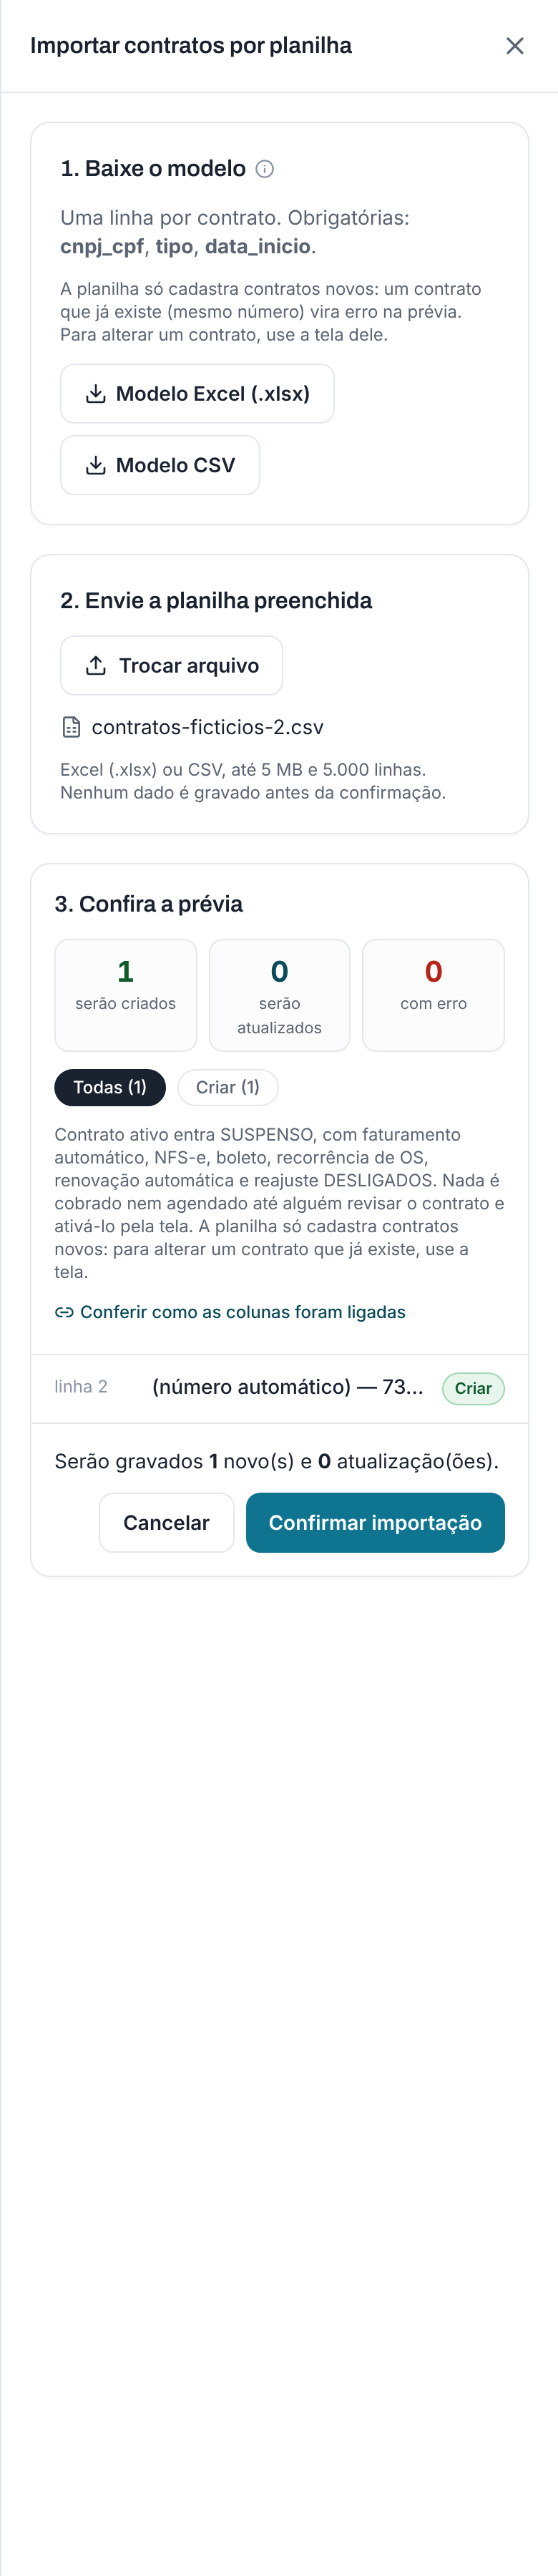 Importar contratos por planilha
1. Baixe o modelo
Uma linha por contrato. Obrigatórias:
cnpj_cpf, tipo, data_inicio.
A planilha só cadastra contratos novos: um contrato
que já existe (mesmo número) vira erro na prévia.
Para alterar um contrato, use a tela dele.
Modelo Excel (.xlsx)
Modelo CSV
2. Envie a planilha preenchida
Trocar arquivo
contratos-ficticios-2.csv
Excel (.xlsx) ou CSV, até 5 MB e 5.000 linhas.
Nenhum dado é gravado antes da confirmação.
3. Confira a prévia
1
serão criados
0
serão
atualizados
0
com erro
Todas (1)
Criar (1)
Contrato ativo entra SUSPENSO, com faturamento
automático, NFS-e, boleto, recorrência de OS,
renovação automática e reajuste DESLIGADOS. Nada é
cobrado nem agendado até alguém revisar o contrato e
ativá-lo pela tela. A planilha só cadastra contratos
novos: para alterar um contrato que já existe, use a
tela.
Conferir como as colunas foram ligadas
linha 2 (número automático) — 73... Criar
Serão gravados 1 novo(s) e 0 atualização(ões).
Cancelar
Confirmar importação